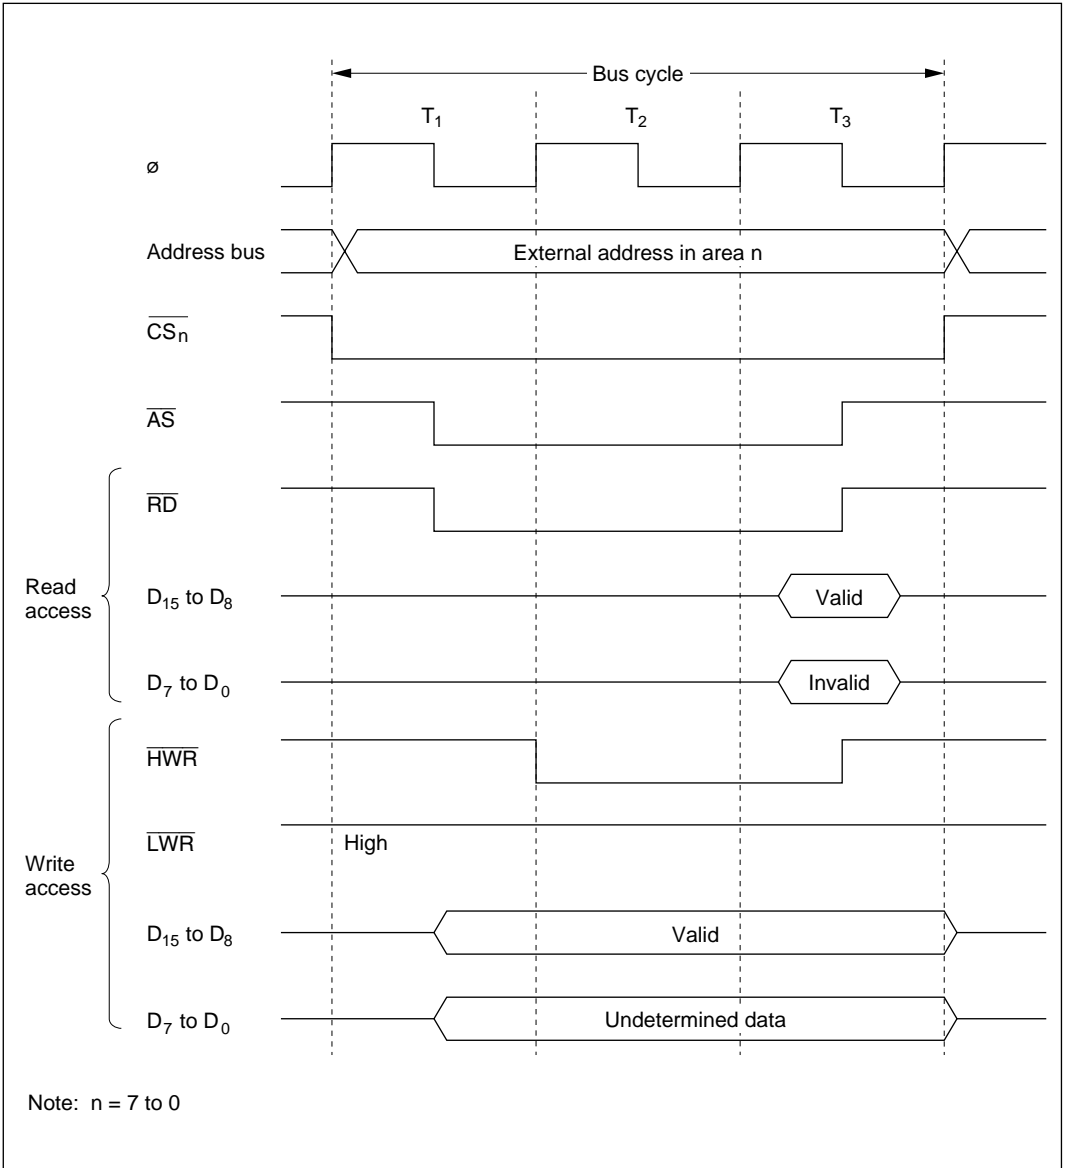 Bus cycle
T1 T2 T3
ø
Address bus External address in area n
CSn
AS
RD
Read
access
D15 to D8 Valid
D7 to D0 Invalid
HWR
LWR High
Write
access
D15 to D8 Valid
D7 to D0 Undetermined data
Note: n = 7 to 0